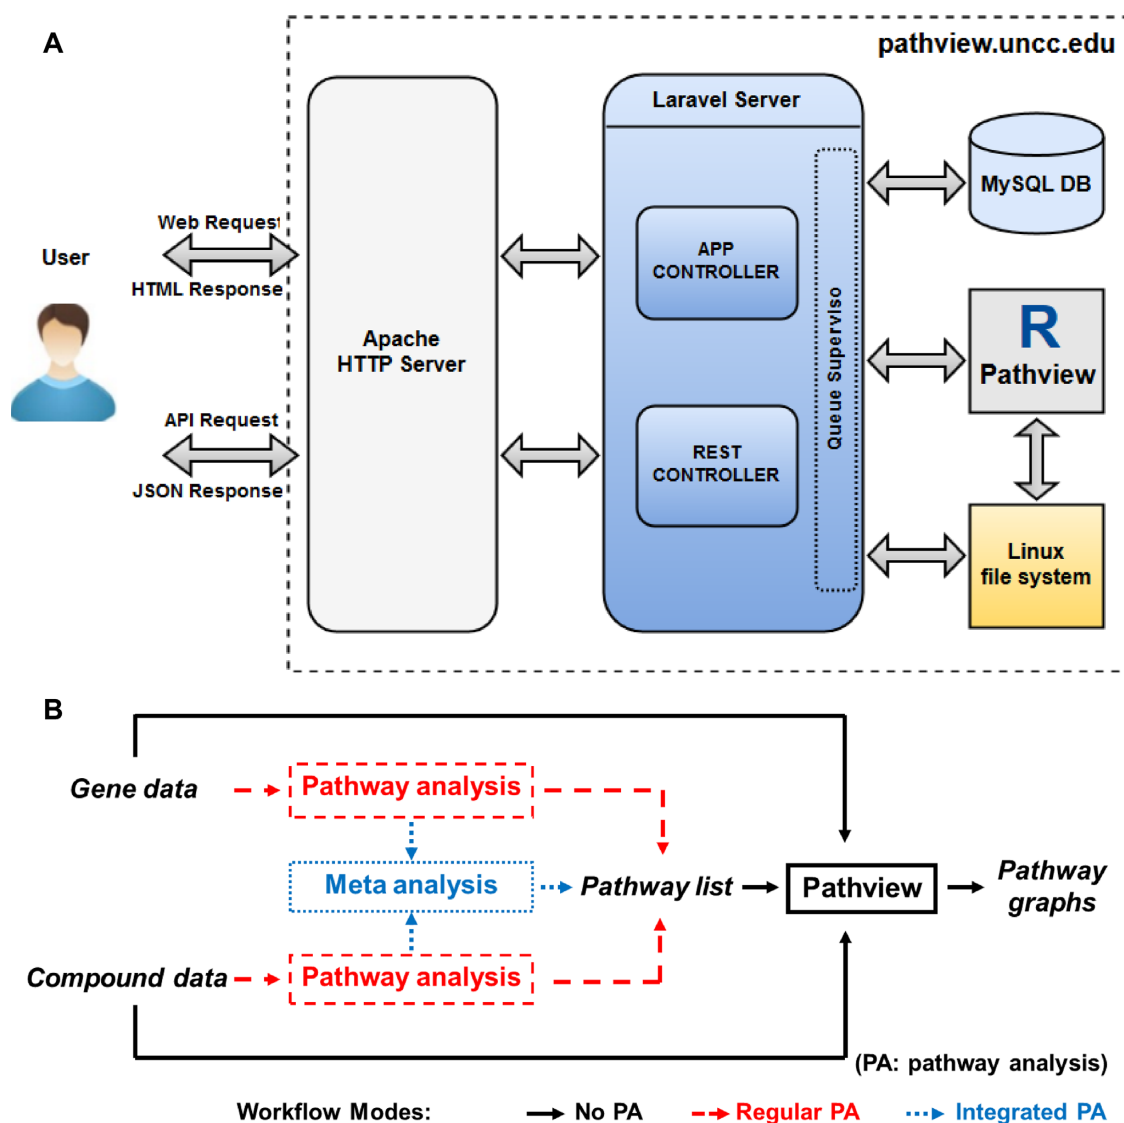 A
pathview.uncc.edu
Laravel Server
MySQL DB
Web Request
User
HTML Response
APP
CONTROLLER
Queue Superviso
R
Pathview
Apache
HTTP Server
API Request
JSON Response
REST
CONTROLLER
Linux
file system
B
Gene data
Pathway analysis
Meta analysis
Pathway list
Pathview
Pathway
graphs
Compound data
Pathway analysis
(PA: pathway analysis)
Workflow Modes:
No PA
Regular PA
Integrated PA